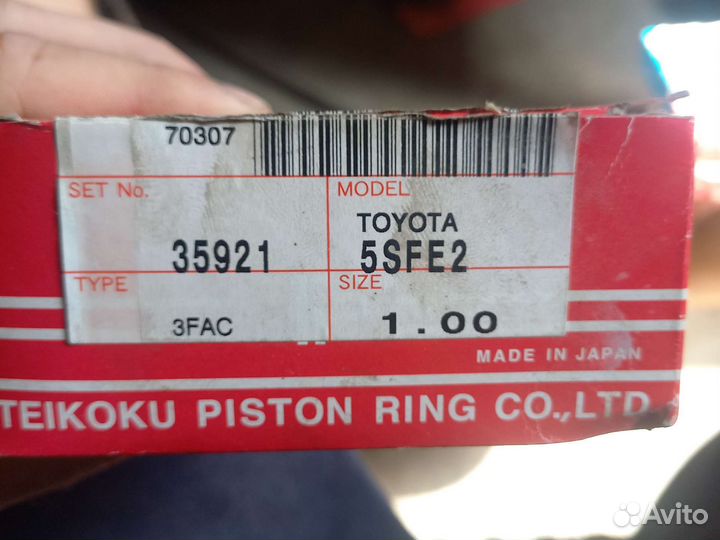 70307
SET No.
35921
MODEL
TOYOTA
5SFE2
TYPE
3FAC
SIZE
1.00
MADE IN JAPAN
TEIKOKU PISTON RING CO.,LTD
Avito